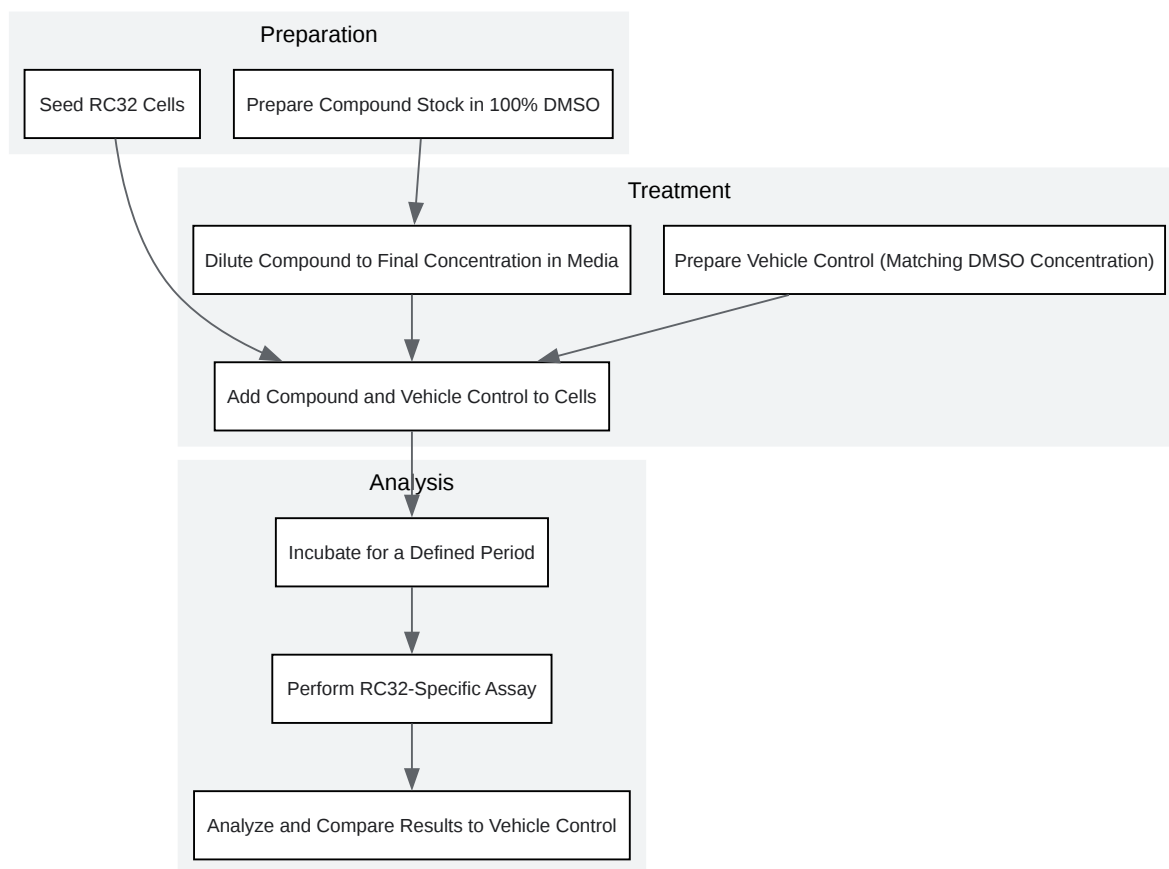 Preparation
Seed RC32 Cells
Prepare Compound Stock in 100% DMSO
Treatment
Dilute Compound to Final Concentration in Media
Prepare Vehicle Control (Matching DMSO Concentration)
Add Compound and Vehicle Control to Cells
Analysis
Incubate for a Defined Period
Perform RC32-Specific Assay
Analyze and Compare Results to Vehicle Control